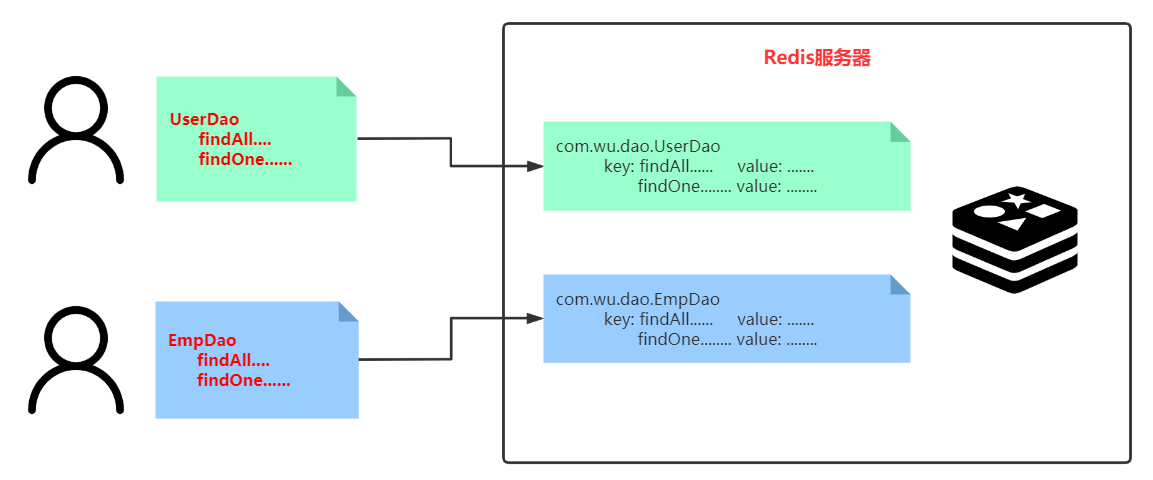 Redis服务器
UserDao
findAll....
findOne......
com.wu.dao.UserDao
key: findAll......     value: .......
findOne........ value: ........
EmpDao
findAll....
findOne......
com.wu.dao.EmpDao
key: findAll......     value: .......
findOne........ value: ........